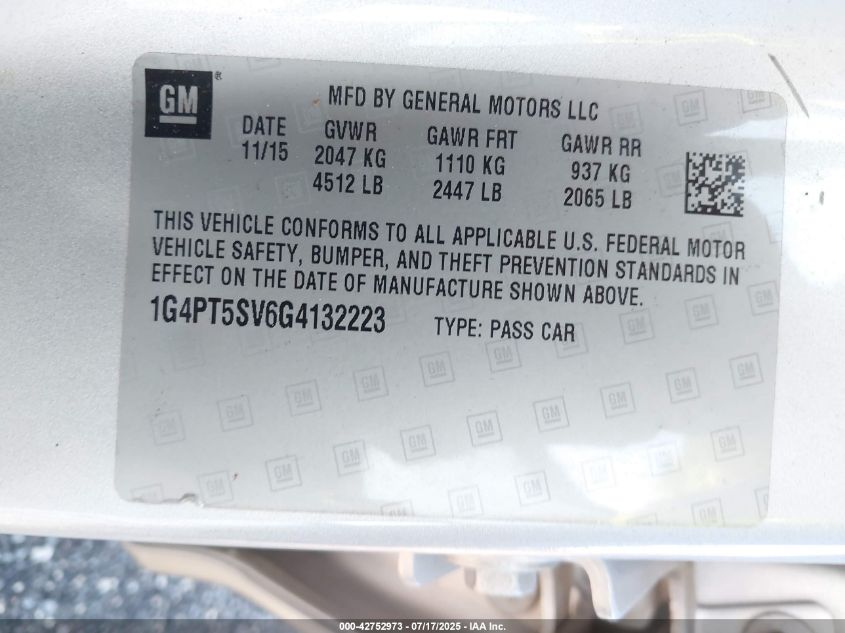 GM®
MFD BY GENERAL MOTORS LLC
DATE GVWR GAWR FRT GAWR RR
11/15 2047 KG 1110 KG 937 KG
4512 LB 2447 LB 2065 LB
THIS VEHICLE CONFORMS TO ALL APPLICABLE U.S. FEDERAL MOTOR
VEHICLE SAFETY, BUMPER, AND THEFT PREVENTION STANDARDS IN
EFFECT ON THE DATE OF MANUFACTURE SHOWN ABOVE.
1G4PT5SV6G4132223 TYPE: PASS CAR
000-42752973 - 07/17/2025 - IAA Inc.